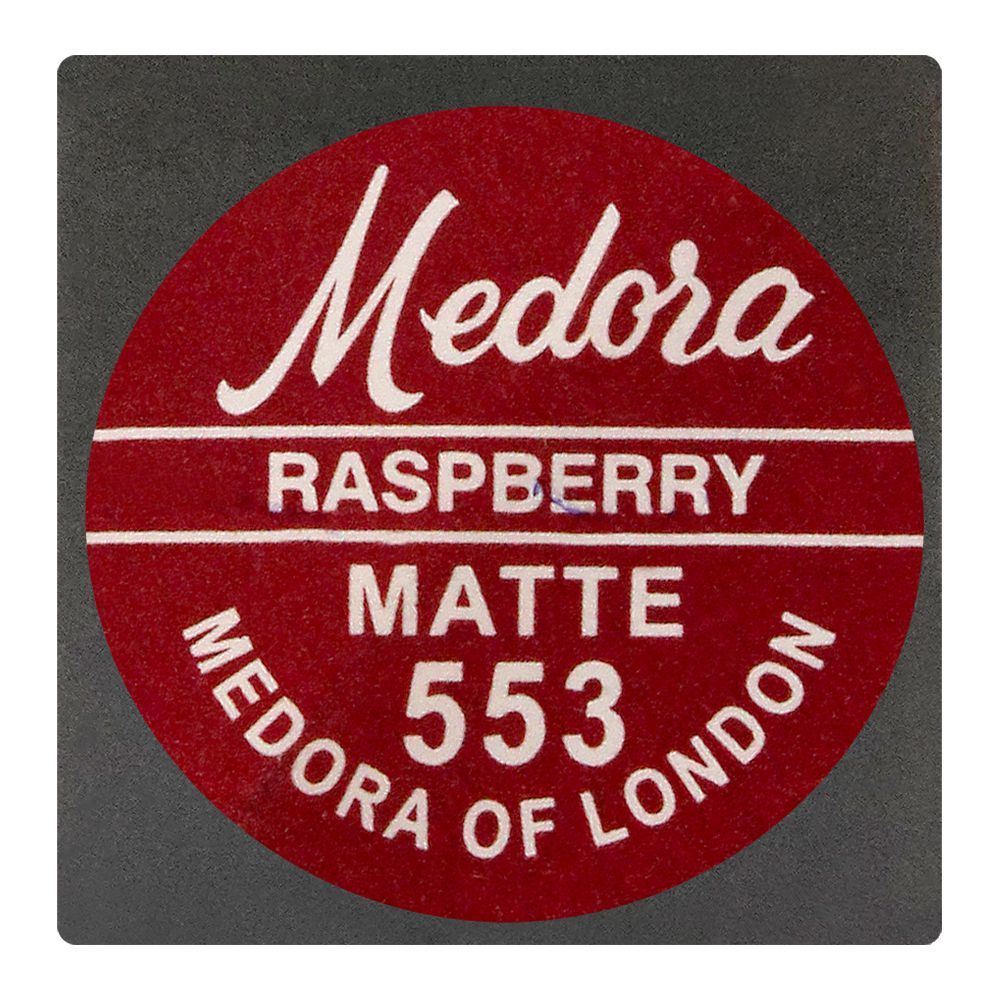 Medora
RASPBERRY
MATTE
553
MEDORA OF LONDON